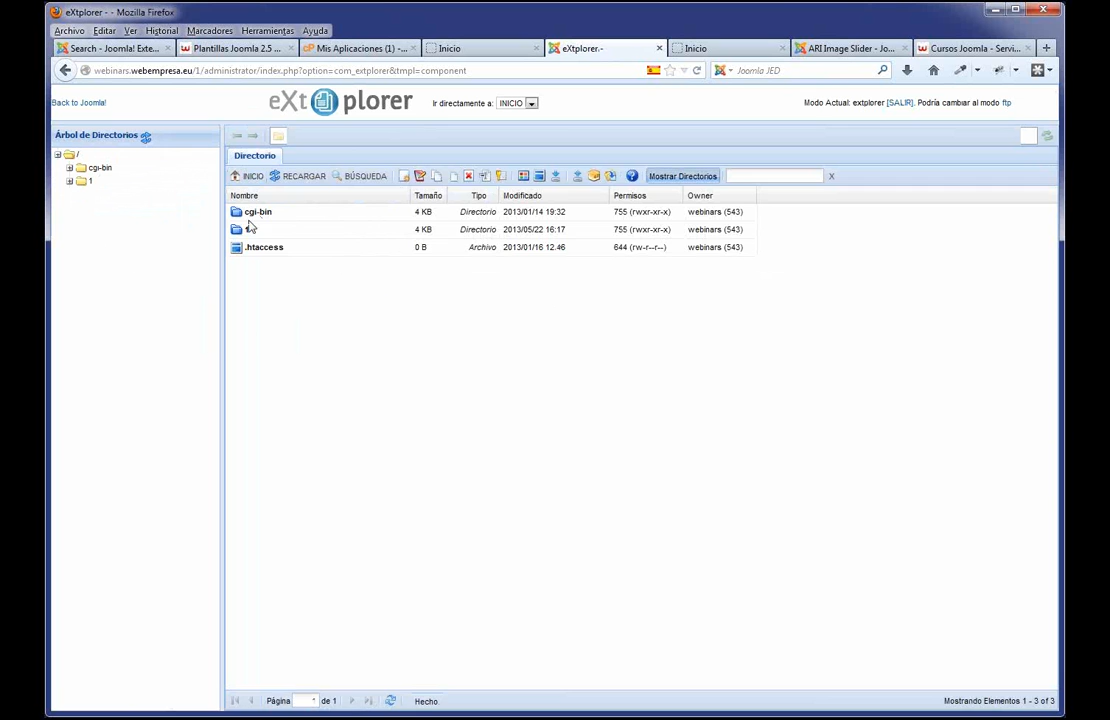 eXtplorer - - Mozilla Firefox
Archivo Editar Ver Historial Marcadores Herramientas Ayuda
Search - Joomla! Exte... Plantillas Joomla 2.5 ... Mis Aplicaciones (1) -... Inicio eXtplorer.- Inicio ARI Image Slider - Joo... Cursos Joomla - Servi...
webinars.webempresa.eu/1/administrator/index.php?option=com_extplorer&tmpl=component Joomla JED
Back to Joomla! eXtplorer Ir directamente a: INICIO Modo Actual: extplorer [SALIR]. Podría cambiar al modo ftp
Árbol de Directorios
/
cgi-bin
1
Directorio
INICIO RECARGAR BÚSQUEDA Mostrar Directorios X
Nombre Tamaño Tipo Modificado Permisos Owner
cgi-bin 4 KB Directorio 2013/01/14 19:32 755 (rwxr-xr-x) webinars (543)
4 KB Directorio 2013/05/22 16:17 755 (rwxr-xr-x) webinars (543)
.htaccess 0 B Archivo 2013/01/16 12:46 644 (rw-r--r--) webinars (543)
Página de 1 Hecho Mostrando Elementos 1 - 3 of 3